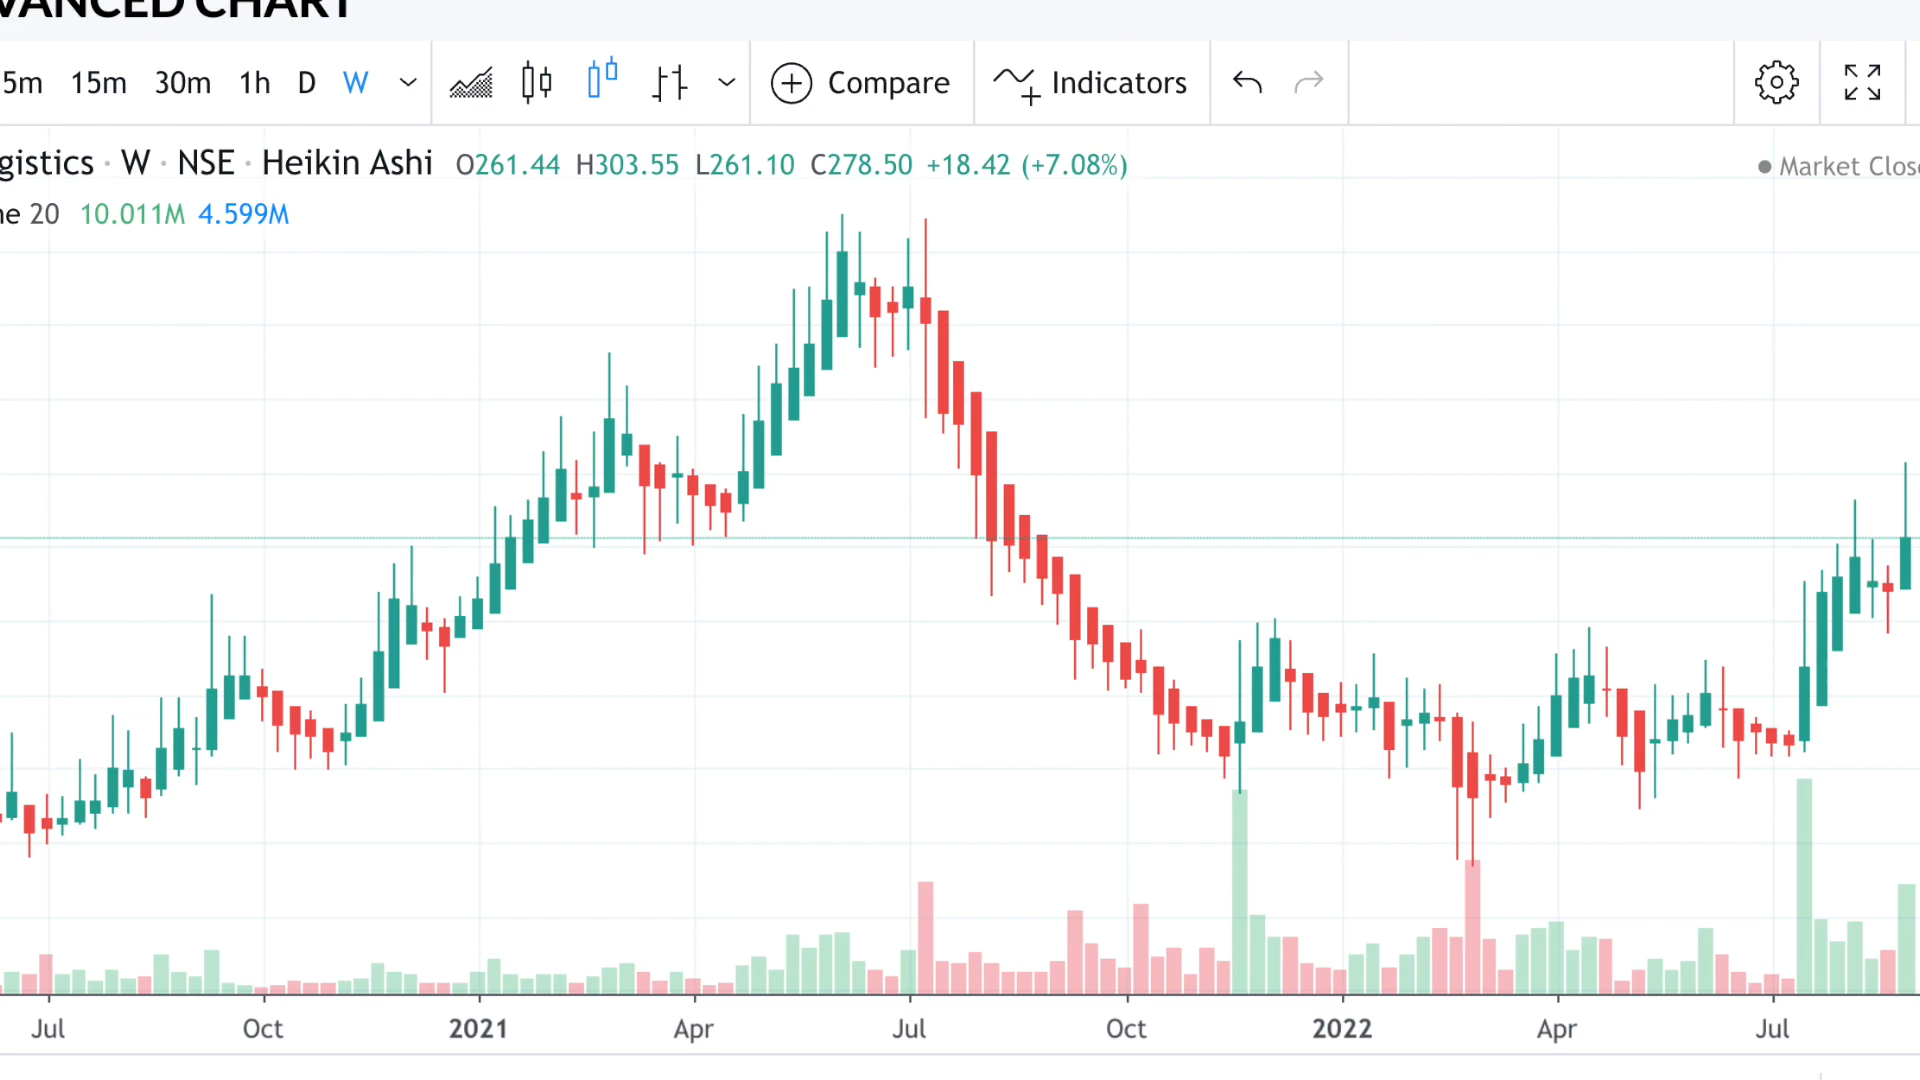 VANCED CHART
5m 15m 30m 1h D W Compare Indicators
gistics · W · NSE · Heikin Ashi O261.44 H303.55 L261.10 C278.50 +18.42 (+7.08%) Market Close
ne 20 10.011M 4.599M
Jul Oct 2021 Apr Jul Oct 2022 Apr Jul